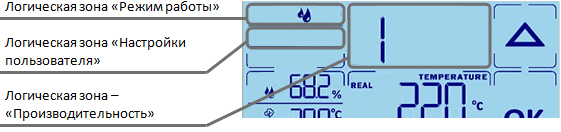 Логическая зона «Режим работы»
Логическая зона «Настройки
пользователя»
Логическая зона –
«Производительность»
1
68.2 %
REAL
TEMPERATURE
220 °C
°C
OK